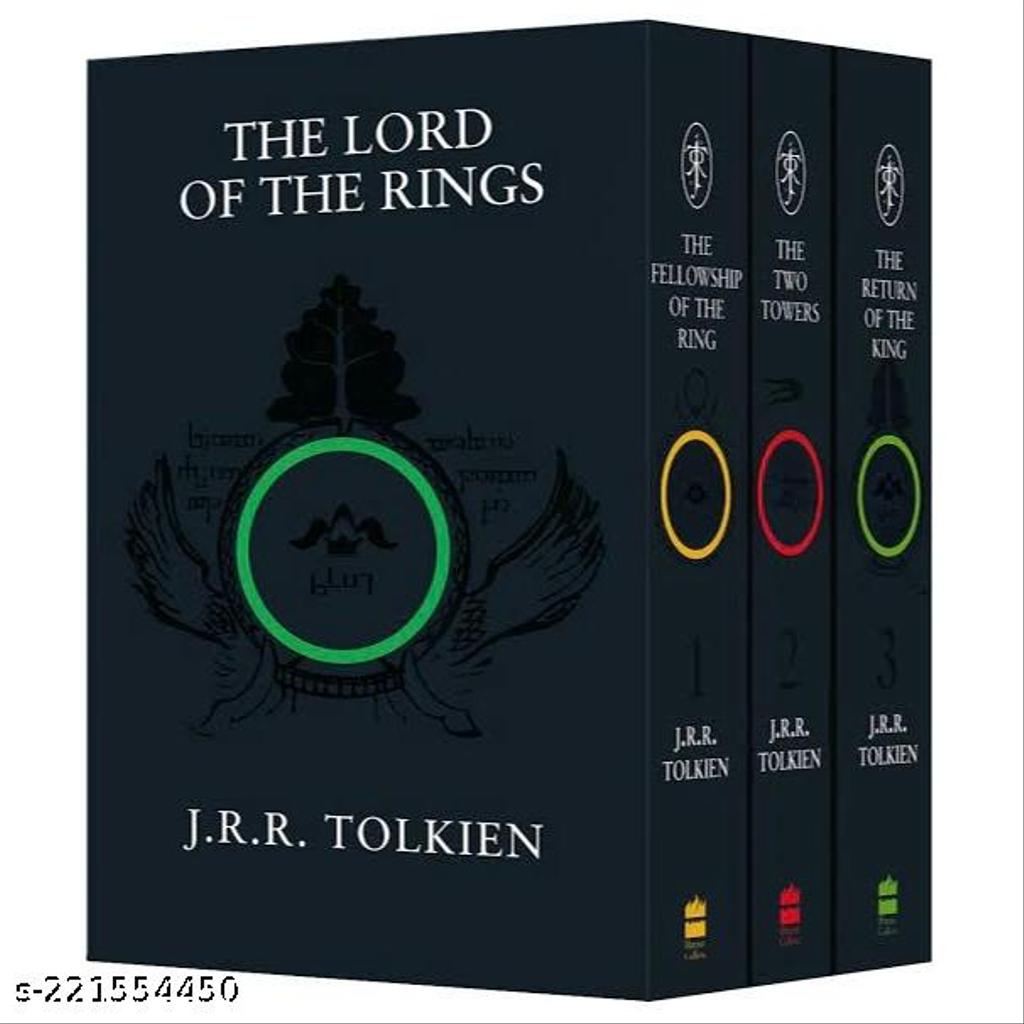 THE LORD
OF THE RINGS
J.R.R. TOLKIEN
THE
FELLOWSHIP
OF THE
RING
1
J.R.R.
TOLKIEN
THE
TWO
TOWERS
2
J.R.R.
TOLKIEN
THE
RETURN
OF THE
KING
3
J.R.R.
TOLKIEN
s-221554450